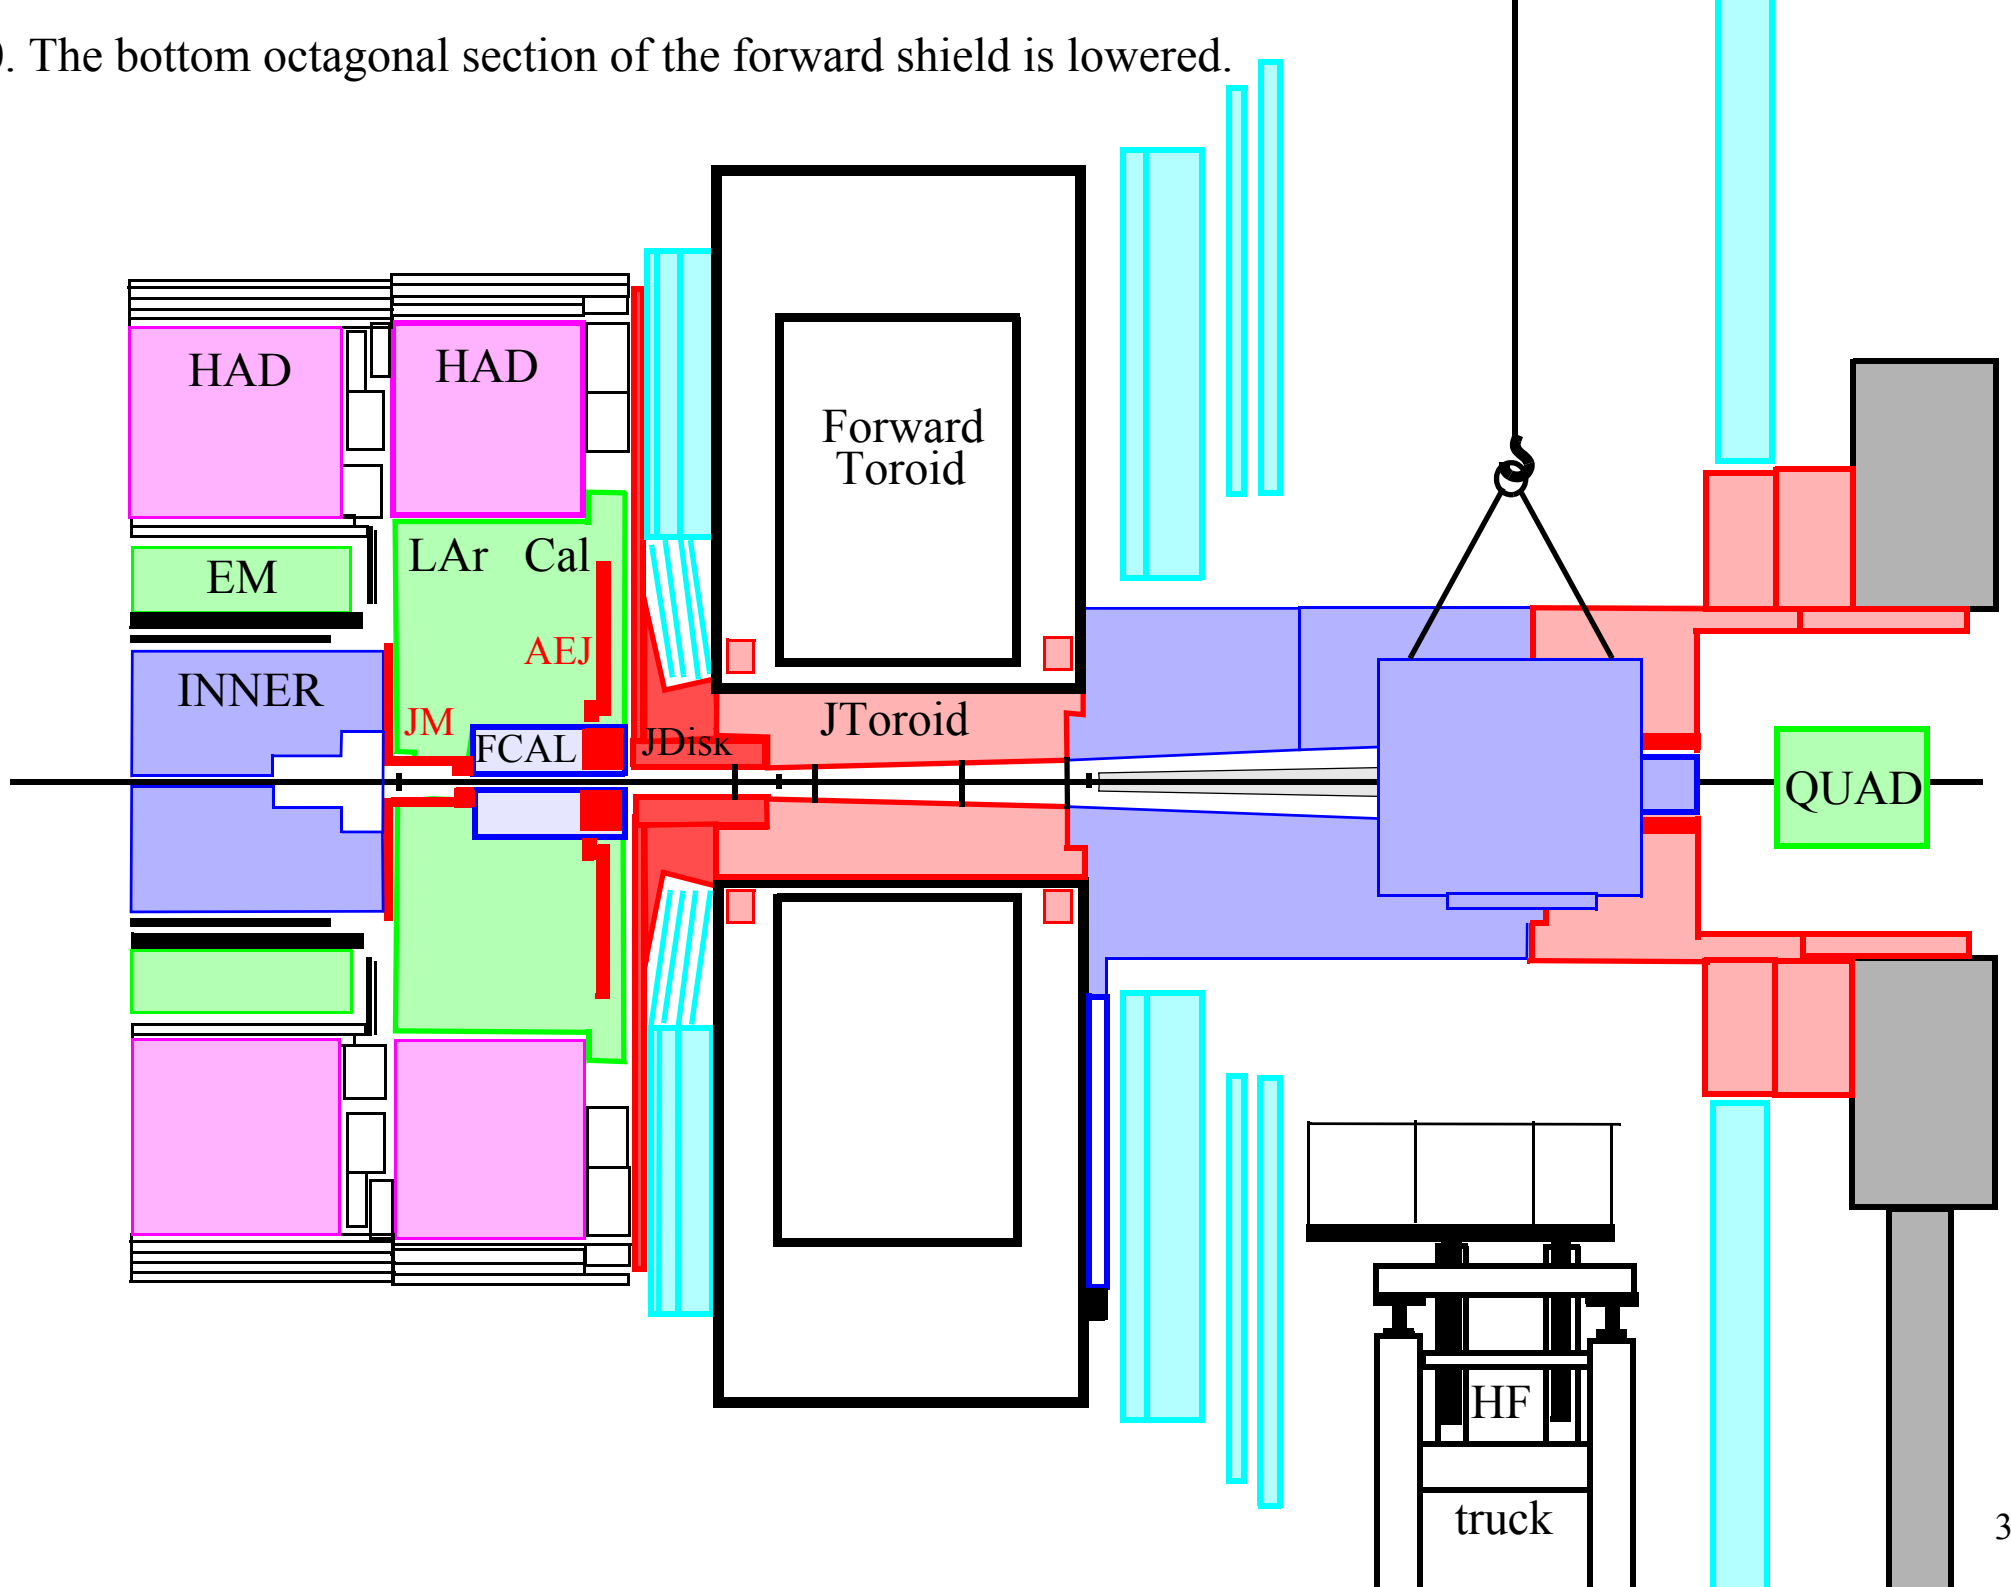 ). The bottom octagonal section of the forward shield is lowered.
HAD
HAD
Forward
Toroid
LAr Cal
EM
AEJ
INNER
JM
FCAL
JDisk
JToroid
QUAD
HF
truck
3